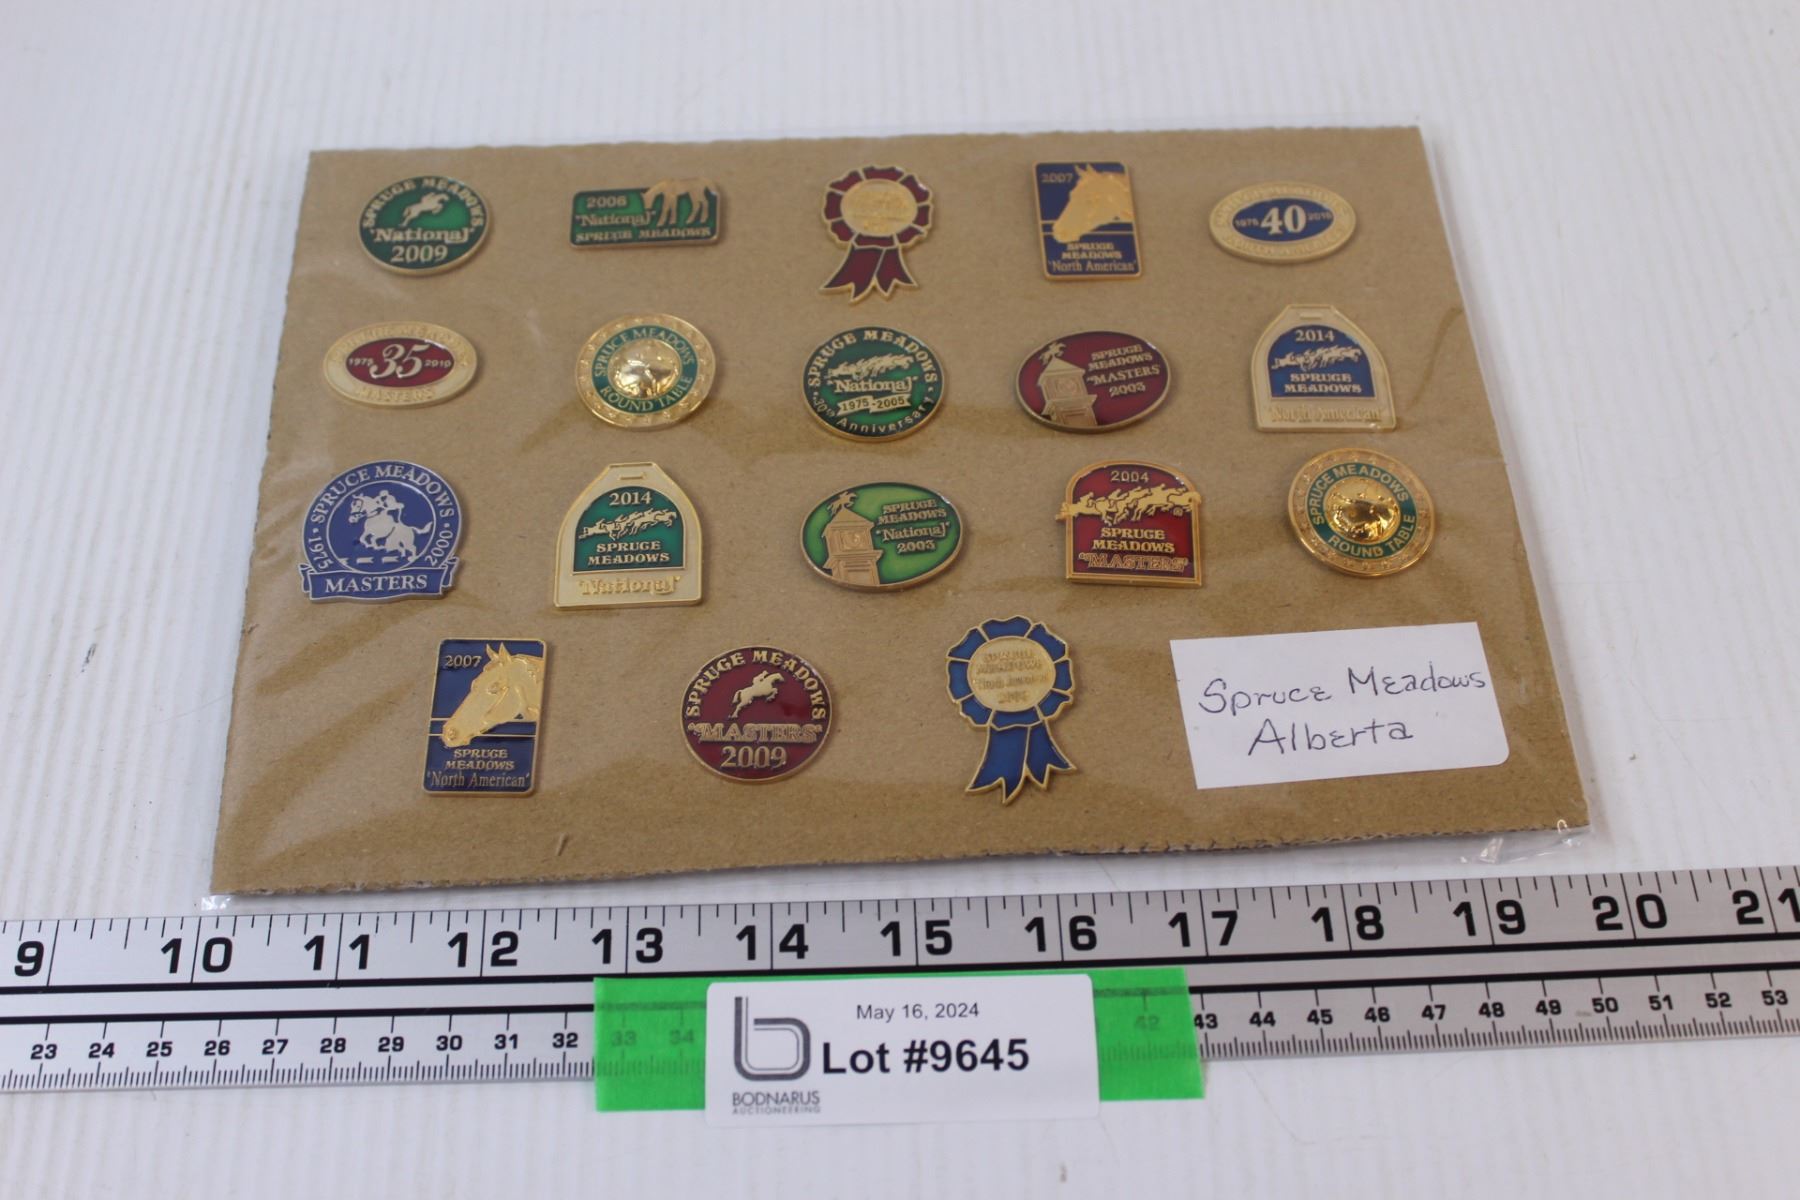 SPRUCE MEADOWS
"National"
2009
2006
"National"
SPRUCE MEADOWS
2007
SPRUCE
MEADOWS
"North American"
1975 40 2015
1975 35 2010
MASTERS
SPRUCE MEADOWS
ROUND TABLE
SPRUCE MEADOWS
"National"
1975-2005
30th Anniversary
SPRUCE
MEADOWS
"MASTERS"
2003
2014
SPRUCE
MEADOWS
"North American"
1975 • SPRUCE MEADOWS • 2000
MASTERS
2014
SPRUCE
MEADOWS
"National"
SPRUCE
MEADOWS
"National"
2003
2004
SPRUCE
MEADOWS
"MASTERS"
SPRUCE MEADOWS
ROUND TABLE
2007
SPRUCE
MEADOWS
"North American"
SPRUCE MEADOWS
"MASTERS"
2009
SPRUCE
MEADOWS
"North American"
Spruce Meadows
Alberta
9 10 11 12 13 14 15 16 17 18 19 20 21
23 24 25 26 27 28 29 30 31 32 33 34 42 43 44 45 46 47 48 49 50 51 52 53
May 16, 2024
Lot #9645
BODNARUS
AUCTIONEERING